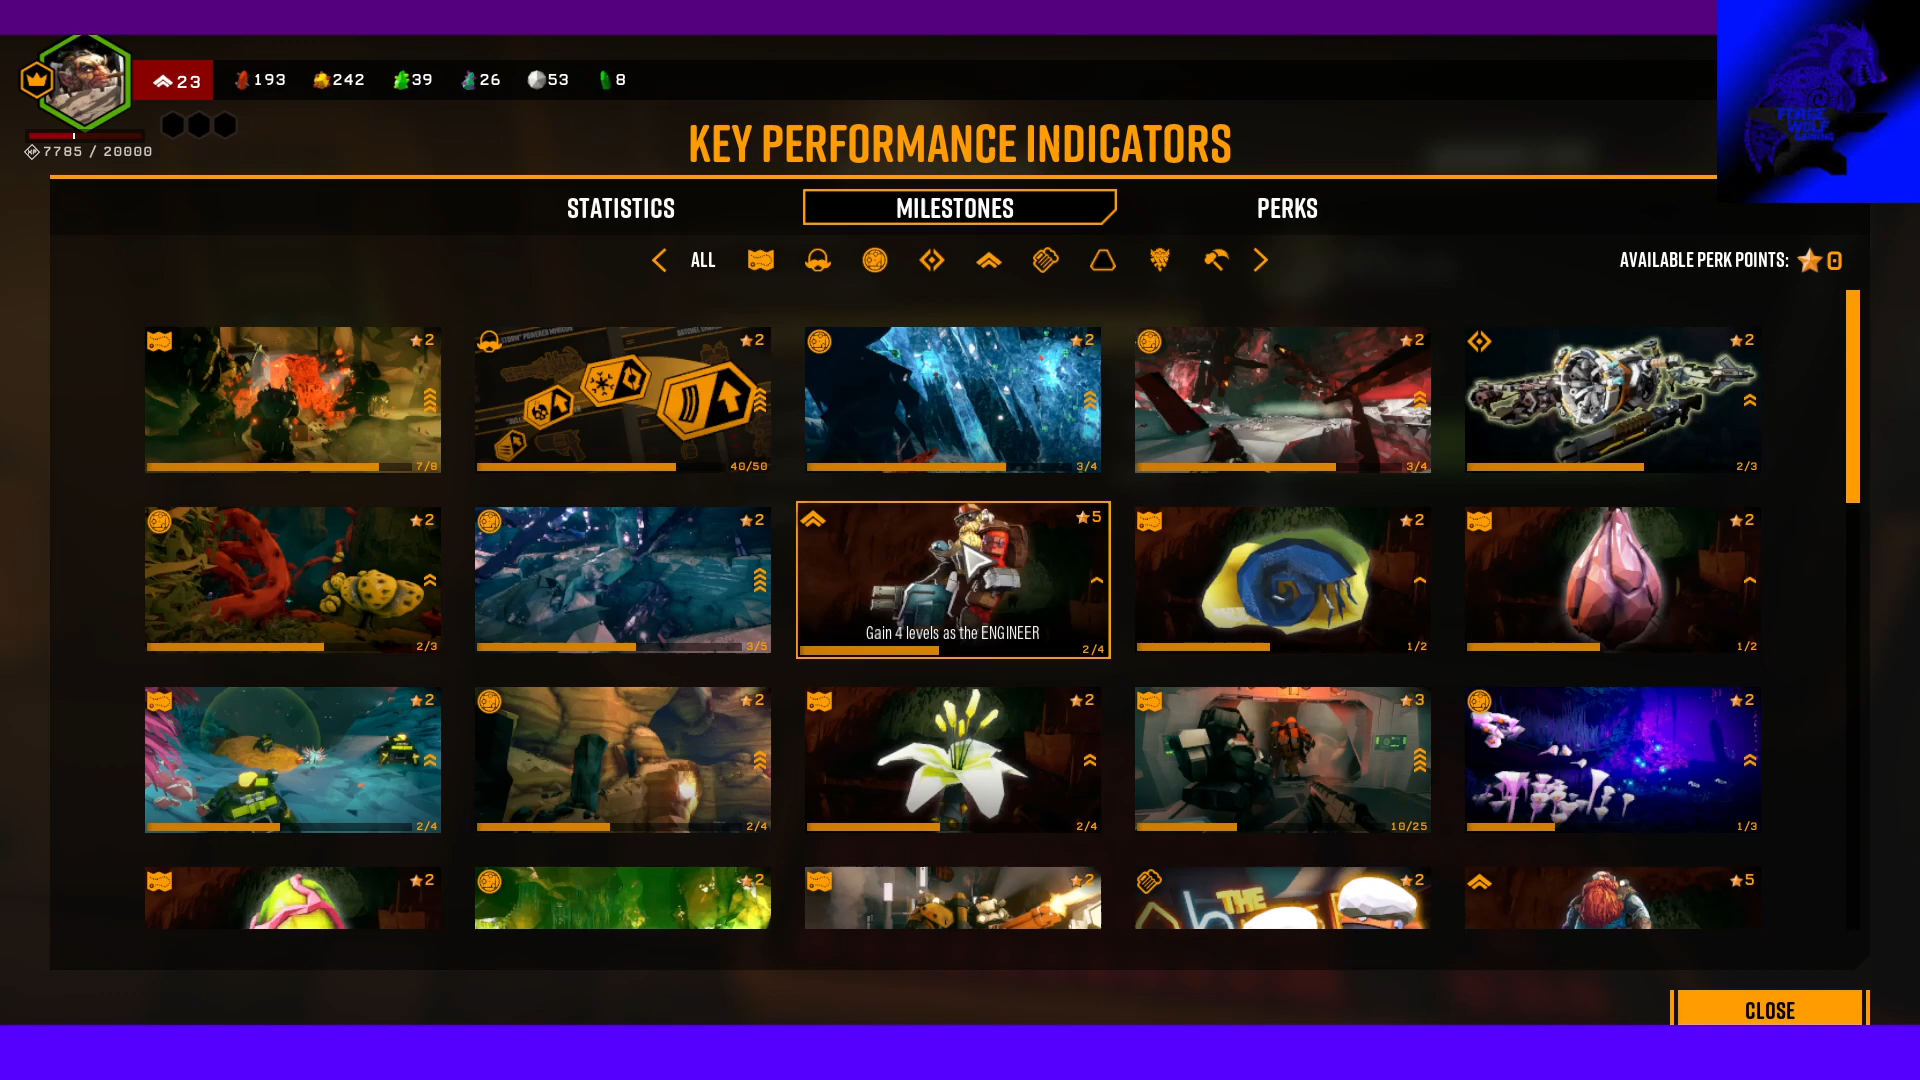 23 193 242 39 26 53 8
7785 / 20000
FORGE
WOLF
GAMING
KEY PERFORMANCE INDICATORS
STATISTICS MILESTONES PERKS
ALL
AVAILABLE PERK POINTS: 0
2 2 2 2 2
7/8 40/50 3/4 3/4 2/3
2 2 5 2 2
Gain 4 levels as the ENGINEER
2/3 3/5 2/4 1/2 1/2
2 2 2 3 2
2/4 2/4 2/4 10/25 1/3
2 2 2 2 5
THE
CLOSE